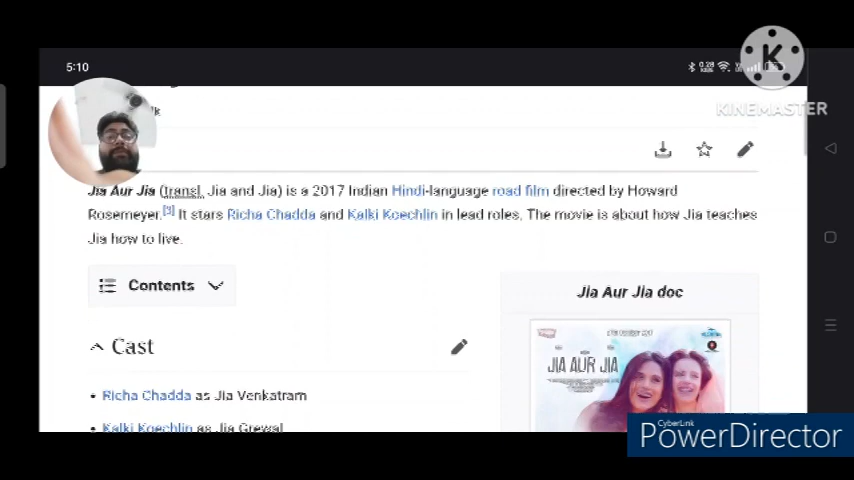 5:10
KINEMASTER
lk
Jia Aur Jia (transl. Jia and Jia) is a 2017 Indian Hindi-language road film directed by Howard
Rosemeyer.[3] It stars Richa Chadda and Kalki Koechlin in lead roles. The movie is about how Jia teaches
Jia how to live.
Contents
Jia Aur Jia doc
Cast
JIA AUR JIA
Richa Chadda as Jia Venkatram
Kalki Koechlin as Jia Grewal
CyberLink
PowerDirector